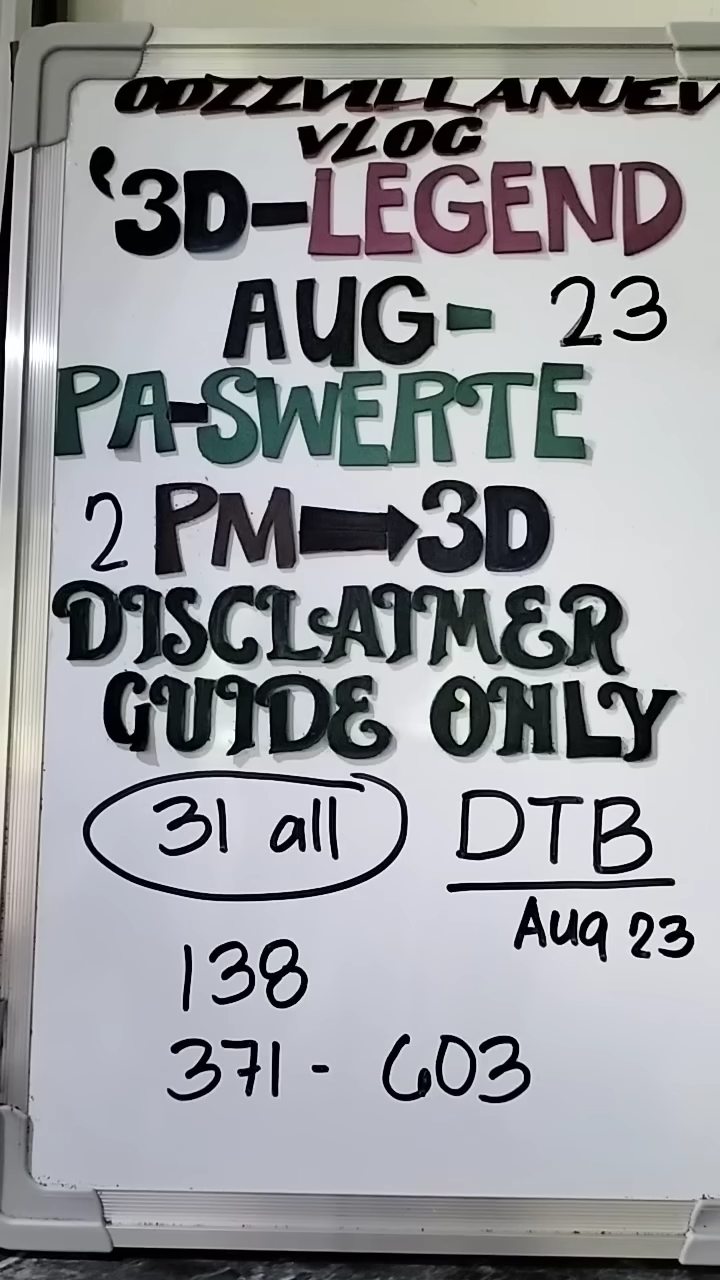 ODZZVILLANUEV
VLOG
'3D-LEGEND
AUG- 23
PA-SWERTE
2 PM➡3D
DISCLAIMER
GUIDE ONLY
31 all DTB
Aug 23
138
371 - 603